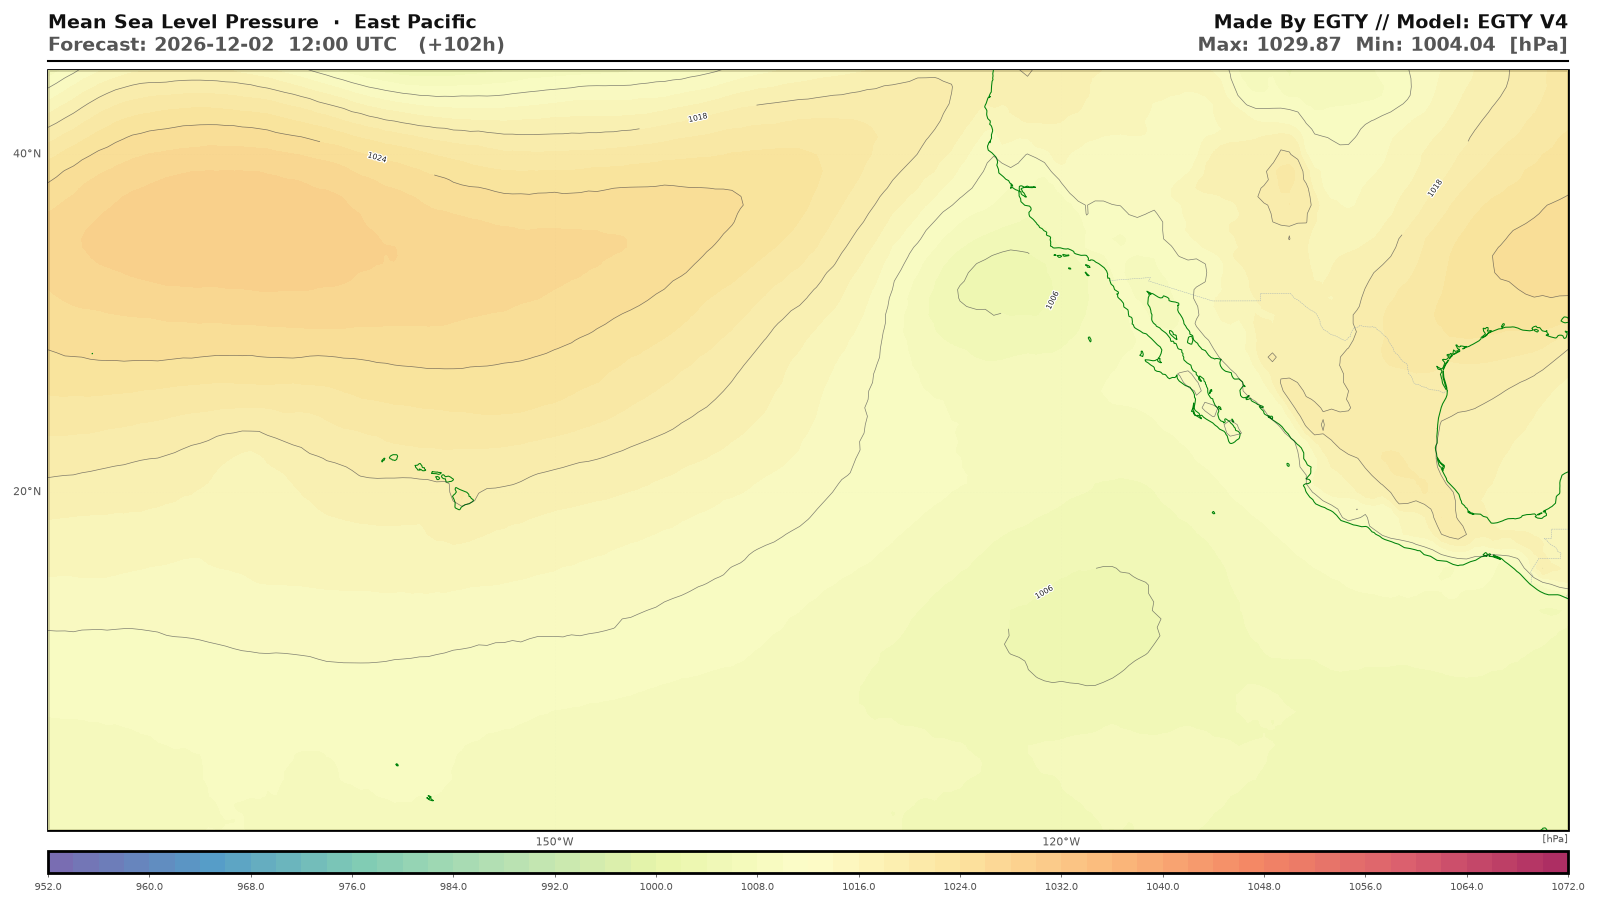 Mean Sea Level Pressure · East Pacific
Made By EGTY // Model: EGTY V4
Forecast: 2026-12-02 12:00 UTC (+102h)
Max: 1029.87 Min: 1004.04 [hPa]
1018
1024
40°N
1018
1006
20°N
1006
150°W
120°W
[hPa]
952.0 960.0 968.0 976.0 984.0 992.0 1000.0 1008.0 1016.0 1024.0 1032.0 1040.0 1048.0 1056.0 1064.0 1072.0